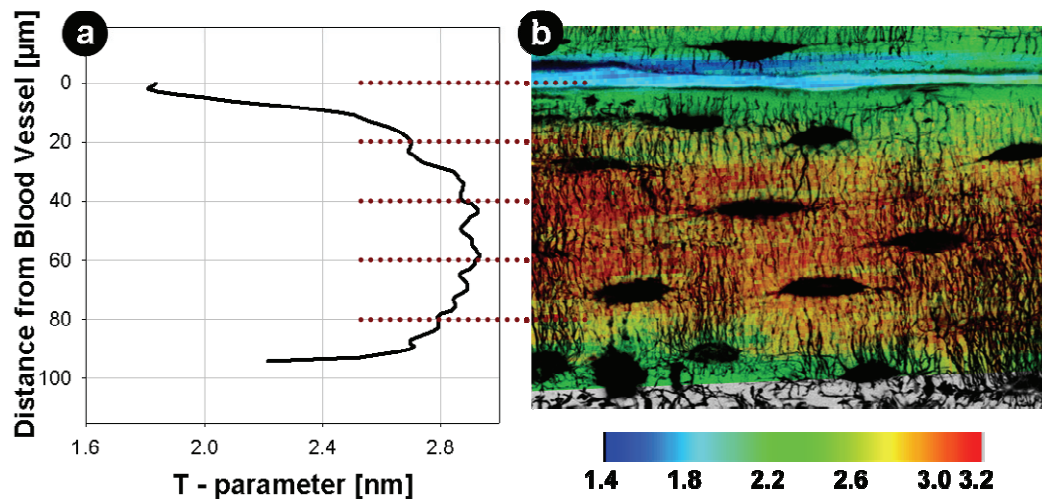 a
b
Distance from Blood Vessel [µm]
0
20
40
60
80
100
1.6 2.0 2.4 2.8
T - parameter [nm]
1.4 1.8 2.2 2.6 3.0 3.2